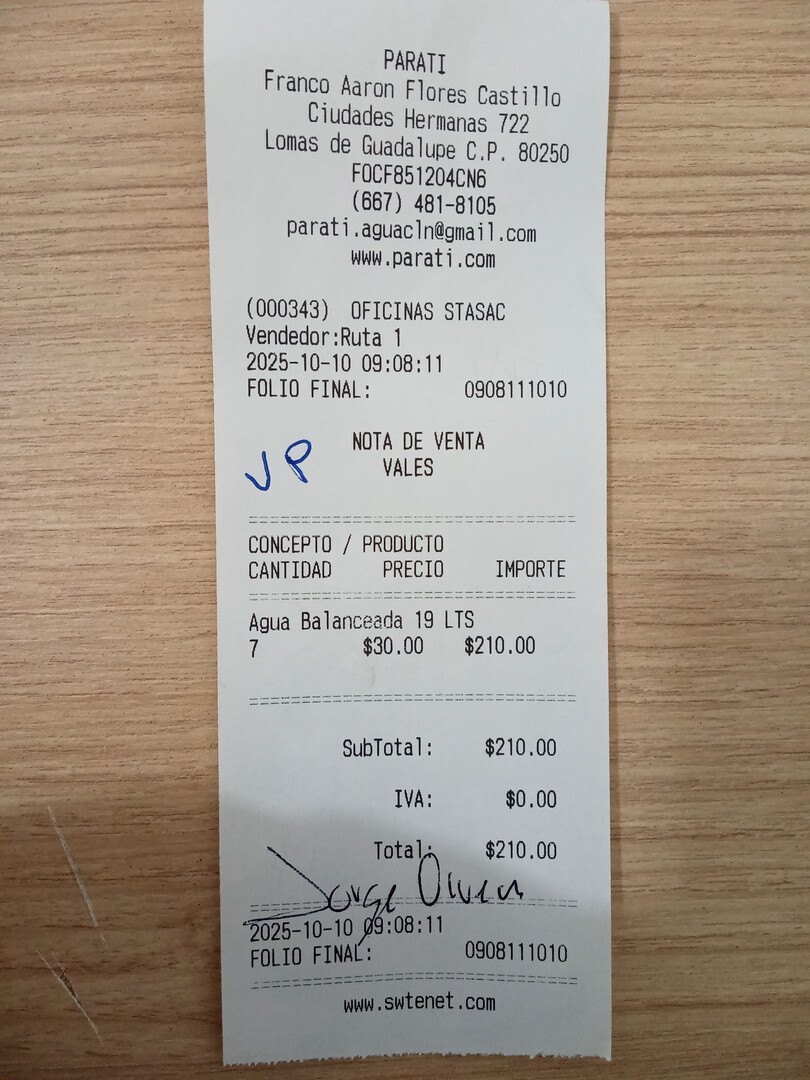 PARATI
Franco Aaron Flores Castillo
Ciudades Hermanas 722
Lomas de Guadalupe C.P. 80250
FOCF851204CN6
(667) 481-8105
parati.aguacln@gmail.com
www.parati.com
(000343) OFICINAS STASAC
Vendedor:Ruta 1
2025-10-10 09:08:11
FOLIO FINAL: 0908111010
NOTA DE VENTA
VP
VALES
CONCEPTO / PRODUCTO
CANTIDAD PRECIO IMPORTE
Agua Balanceada 19 LTS
7 $30.00 $210.00
SubTotal: $210.00
IVA: $0.00
Total: $210.00
Jorge
2025-10-10 09:08:11
FOLIO FINAL: 0908111010
www.swtenet.com